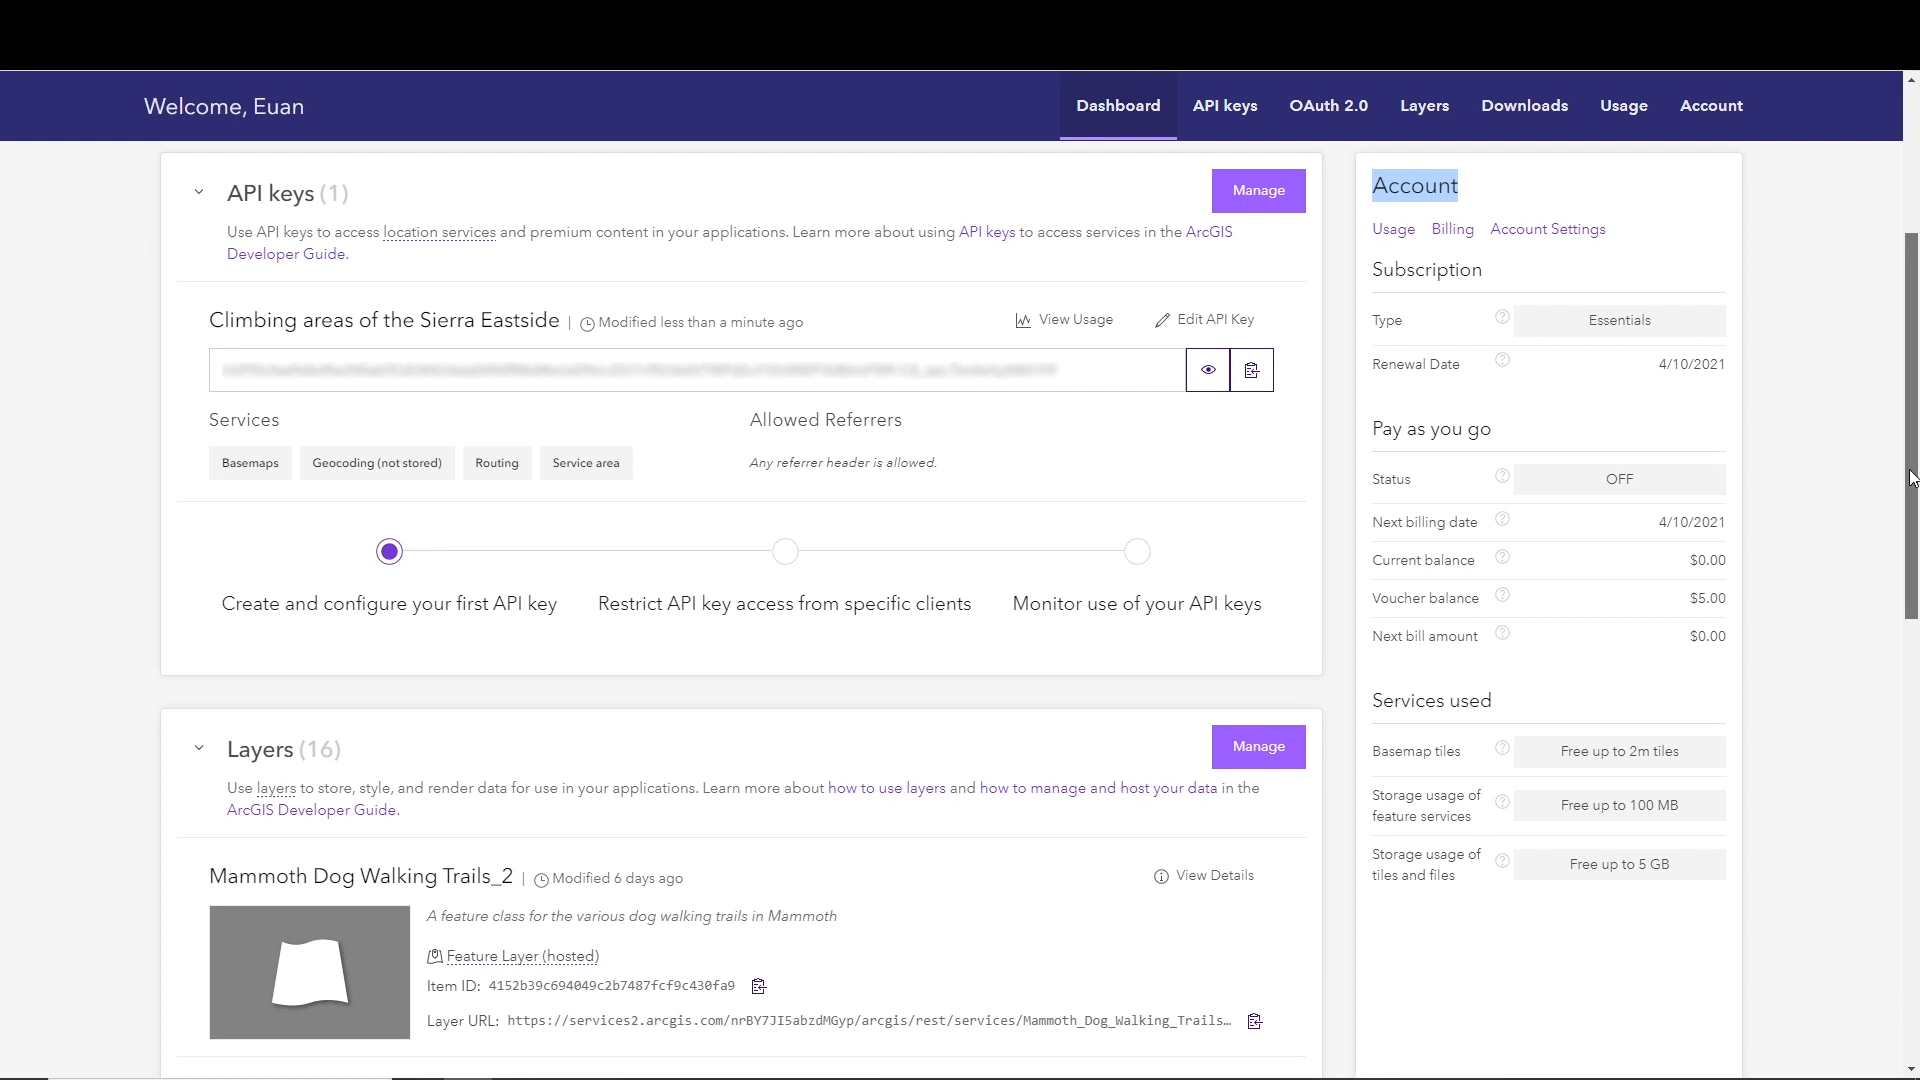 Welcome, Euan
Dashboard API keys OAuth 2.0 Layers Downloads Usage Account
API keys (1)
Manage
Use API keys to access location services and premium content in your applications. Learn more about using API keys to access services in the ArcGIS
Developer Guide.
Climbing areas of the Sierra Eastside | Modified less than a minute ago
View Usage
Edit API Key
Services
Allowed Referrers
Basemaps
Geocoding (not stored)
Routing
Service area
Any referrer header is allowed.
Create and configure your first API key
Restrict API key access from specific clients
Monitor use of your API keys
Layers (16)
Manage
Use layers to store, style, and render data for use in your applications. Learn more about how to use layers and how to manage and host your data in the
ArcGIS Developer Guide.
Mammoth Dog Walking Trails_2 | Modified 6 days ago
View Details
A feature class for the various dog walking trails in Mammoth
Feature Layer (hosted)
Item ID: 4152b39c694049c2b7487fcf9c430fa9
Layer URL: https://services2.arcgis.com/nrBY7JI5abzdMGyp/arcgis/rest/services/Mammoth_Dog_Walking_Trails…
Account
Usage Billing Account Settings
Subscription
Type Essentials
Renewal Date 4/10/2021
Pay as you go
Status OFF
Next billing date 4/10/2021
Current balance $0.00
Voucher balance $5.00
Next bill amount $0.00
Services used
Basemap tiles Free up to 2m tiles
Storage usage of
feature services
Free up to 100 MB
Storage usage of
tiles and files
Free up to 5 GB